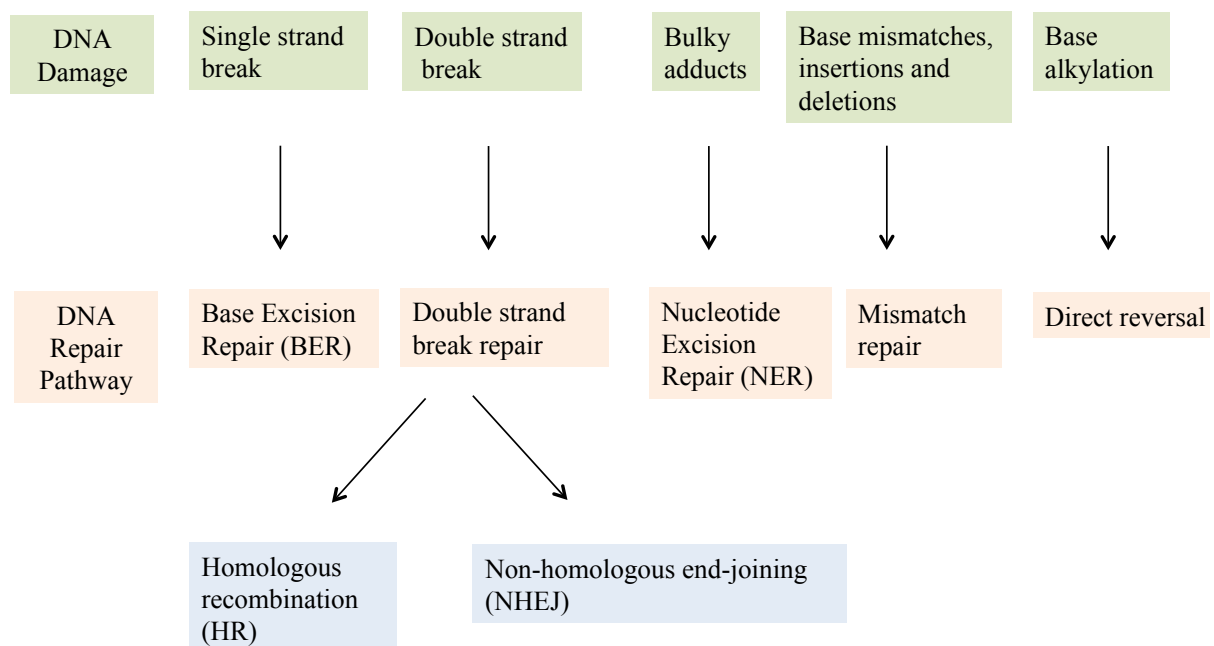 DNA
Damage
Single strand
break
Double strand
break
Bulky
adducts
Base mismatches,
insertions and
deletions
Base
alkylation
DNA
Repair
Pathway
Base Excision
Repair (BER)
Double strand
break repair
Nucleotide
Excision
Repair (NER)
Mismatch
repair
Direct reversal
Homologous
recombination
(HR)
Non-homologous end-joining
(NHEJ)